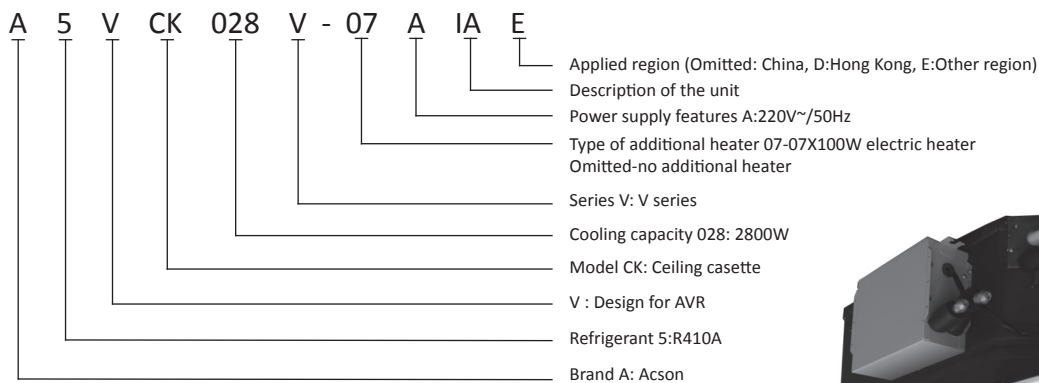 A 5 V CK 028 V - 07 A IA E
Applied region (Omitted: China, D:Hong Kong, E:Other region)
Description of the unit
Power supply features A:220V~/50Hz
Type of additional heater 07-07X100W electric heater
Omitted-no additional heater
Series V: V series
Cooling capacity 028: 2800W
Model CK: Ceiling casette
V : Design for AVR
Refrigerant 5:R410A
Brand A: Acson